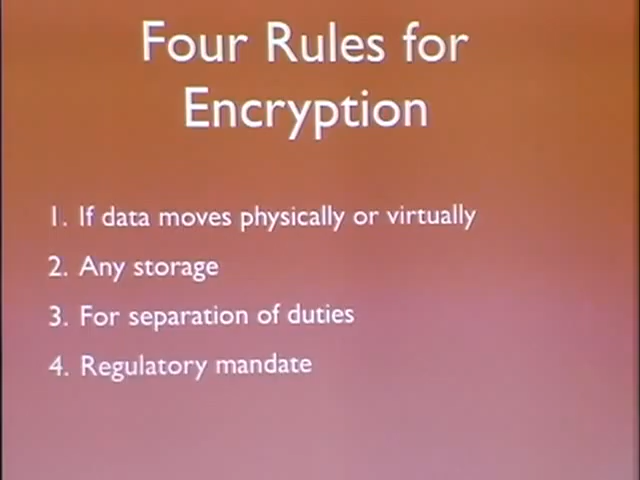 Four Rules for
Encryption
1. If data moves physically or virtually
2. Any storage
3. For separation of duties
4. Regulatory mandate